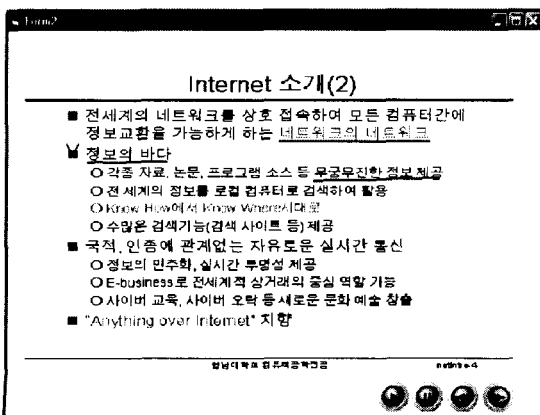 Form2
Internet 소개(2)
■ 전세계의 네트워크를 상호 접속하여 모든 컴퓨터간에
정보교환을 가능하게 하는 네트워크의 네트워크
■ 정보의 바다
O 각종 자료, 논문, 프로그램 소스 등 무궁무진한 정보 제공
O 전 세계의 정보를 로컬 컴퓨터로 검색하여 활용
O Know How에서 Know Where시대로
O 수많은 검색기능(검색 사이트 등) 제공
■ 국적, 인종에 관계없는 자유로운 실시간 통신
O 정보의 민주화, 실시간 투명성 제공
O E-business로 전세계적 상거래의 중심 역할 가능
O 사이버 교육, 사이버 오락 등 새로운 문화 예술 창출
■ "Anything over Internet" 지향
컴퓨터공학전공